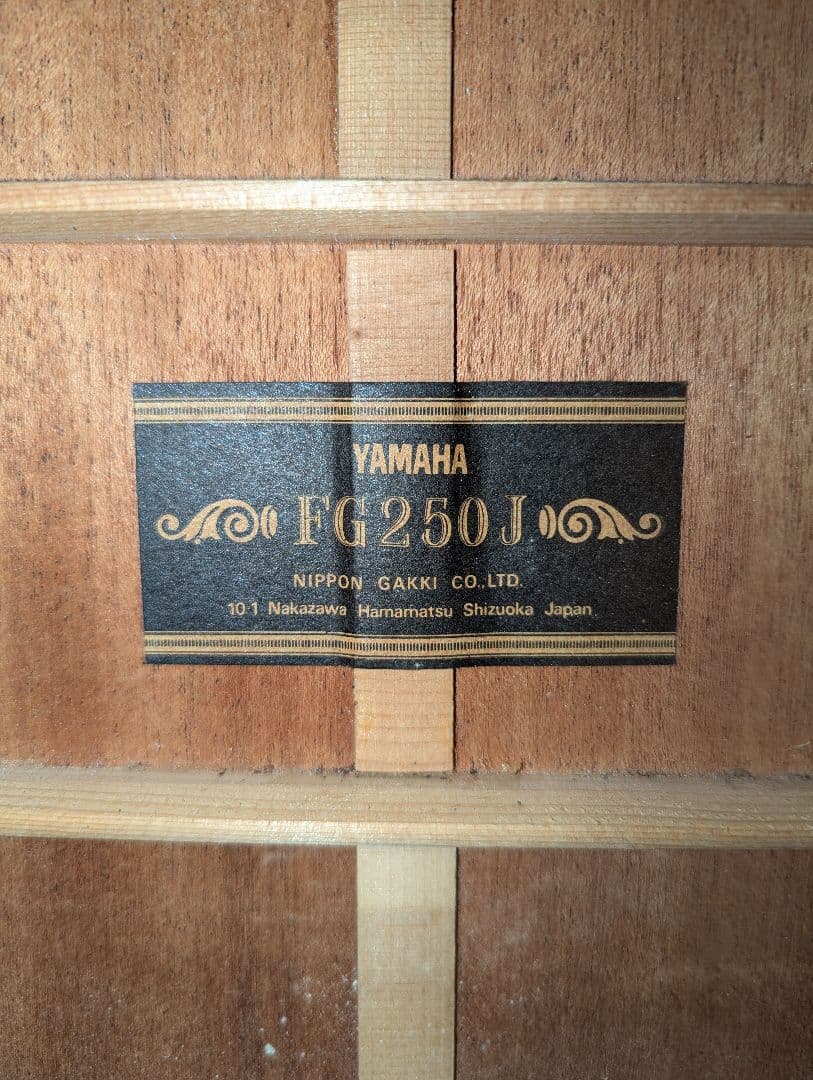 YAMAHA
FG250J
NIPPON GAKKI CO.,LTD.
10 1 Nakazawa Hamamatsu Shizuoka Japan